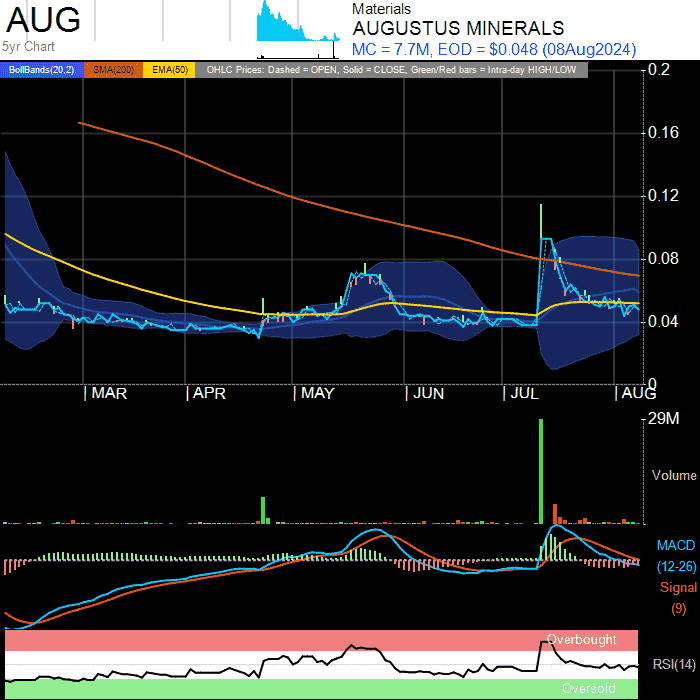 AUG
5yr Chart
Materials
AUGUSTUS MINERALS
MC = 7.7M, EOD = $0.048 (08Aug2024)
BollBands(20,2) SMA(200) EMA(50) OHLC Prices: Dashed = OPEN, Solid = CLOSE, Green/Red bars = Intra-day HIGH/LOW
0.2
0.16
0.12
0.08
0.04
0
| MAR | APR | MAY | JUN | JUL | AUG
29M
Volume
MACD
(12-26)
Signal
(9)
Overbought
RSI(14)
Oversold